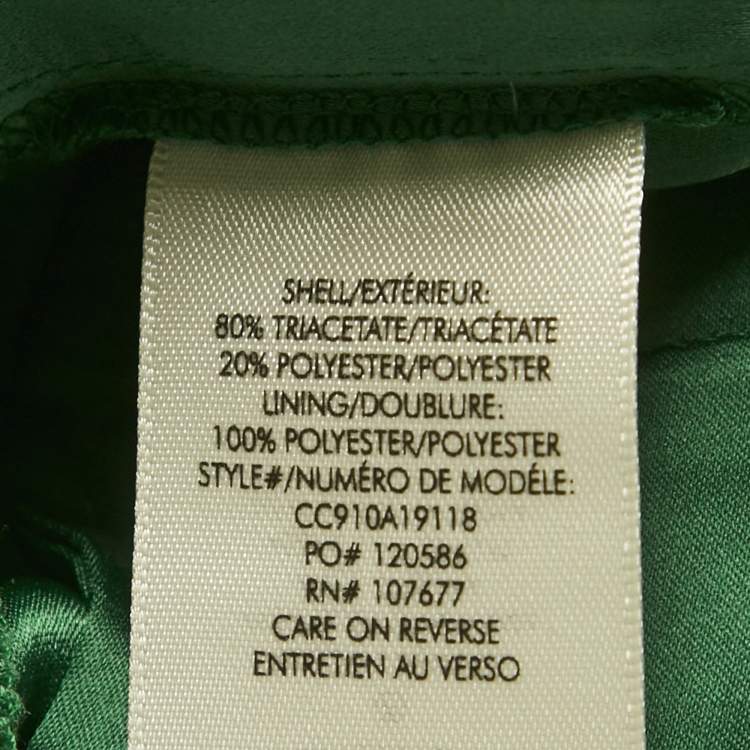 SHELL/EXTÉRIEUR:
80% TRIACETATE/TRIACÉTATE
20% POLYESTER/POLYESTER
LINING/DOUBLURE:
100% POLYESTER/POLYESTER
STYLE#/NUMÉRO DE MODÉLE:
CC910A19118
PO# 120586
RN# 107677
CARE ON REVERSE
ENTRETIEN AU VERSO